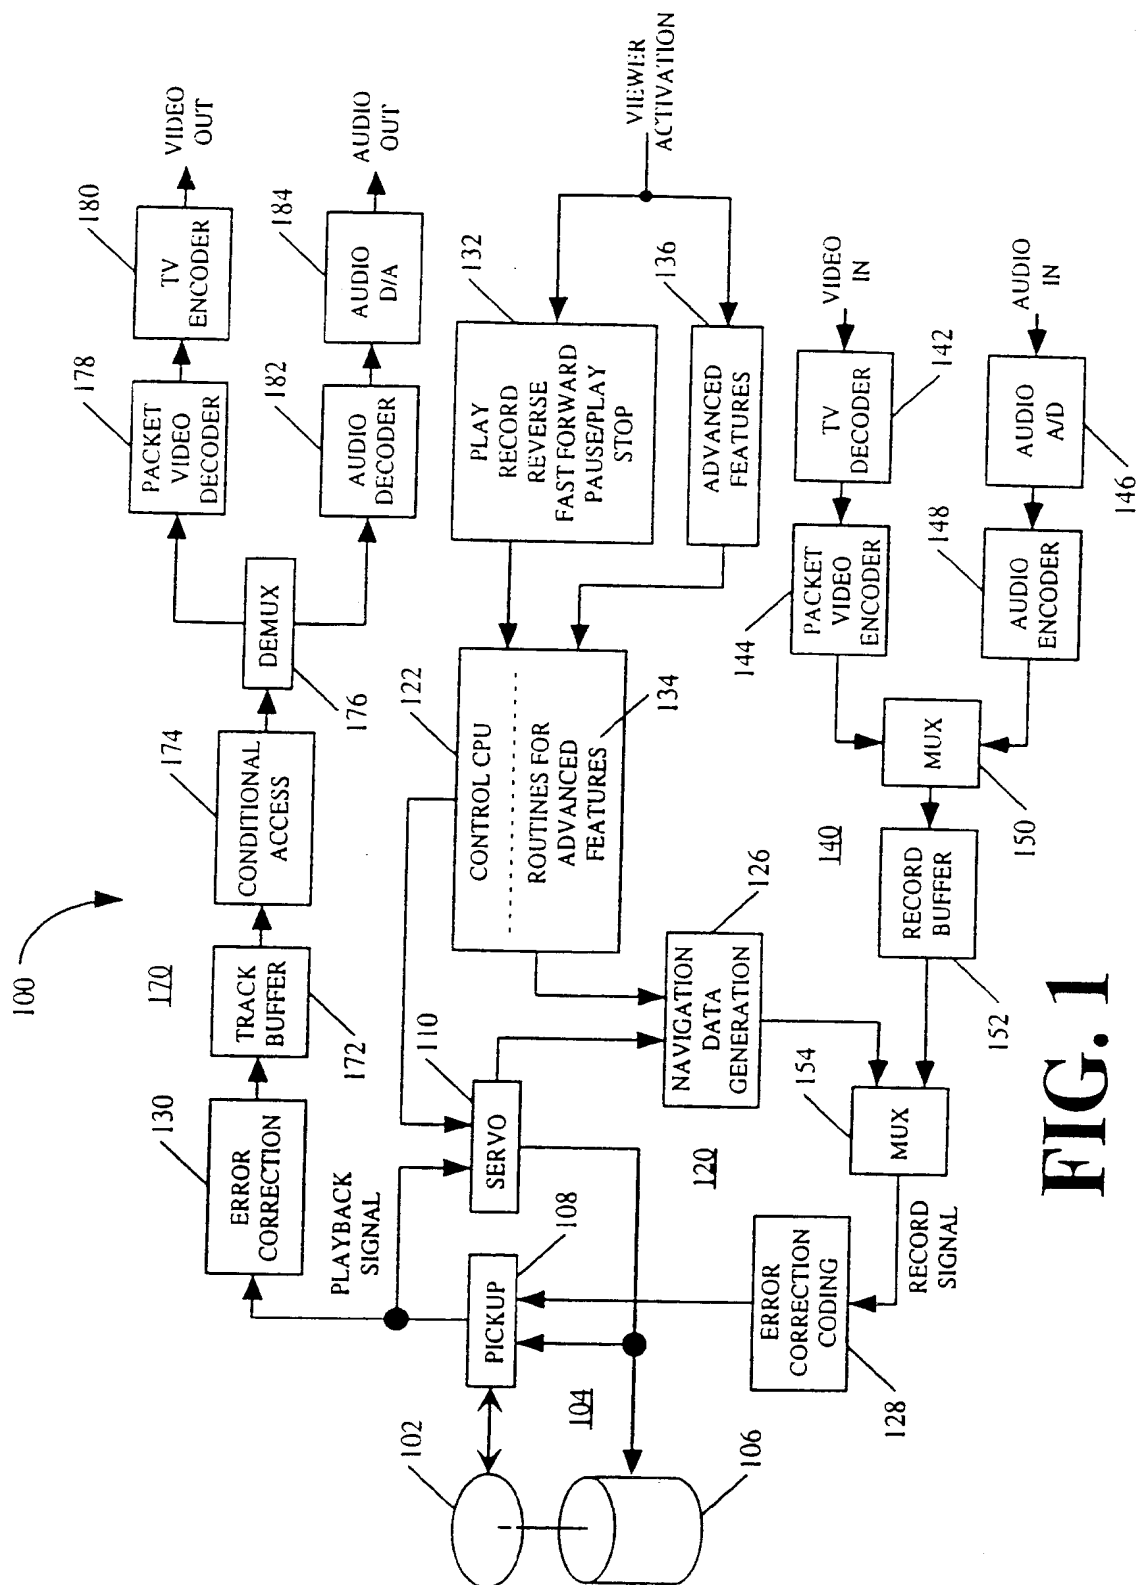 100
130
ERROR
CORRECTION
170
TRACK
BUFFER
172
174
CONDITIONAL
ACCESS
DEMUX
176
178
PACKET
VIDEO
DECODER
180
TV
ENCODER
VIDEO
OUT
182
AUDIO
DECODER
184
AUDIO
D/A
AUDIO
OUT
PLAYBACK
SIGNAL
102
104
106
PICKUP
108
SERVO
110
120
122
CONTROL CPU
ROUTINES FOR
ADVANCED
FEATURES
134
132
PLAY
RECORD
REVERSE
FAST FORWARD
PAUSE/PLAY
STOP
136
ADVANCED
FEATURES
VIEWER
ACTIVATION
NAVIGATION
DATA
GENERATION
126
ERROR
CORRECTION
CODING
128
RECORD
SIGNAL
154
MUX
140
RECORD
BUFFER
152
MUX
150
144
PACKET
VIDEO
ENCODER
TV
DECODER
142
VIDEO
IN
148
AUDIO
ENCODER
AUDIO
A/D
146
AUDIO
IN
FIG. 1